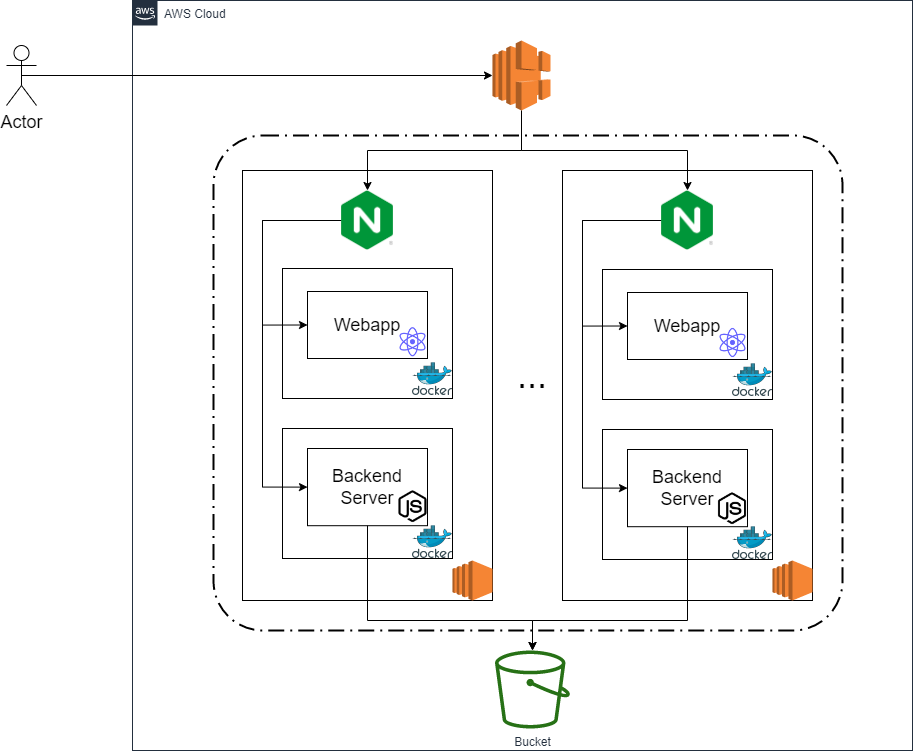 aws
AWS Cloud
Actor
N
N
Webapp
Webapp
docker
docker
...
Backend
Server
JS
Backend
Server
JS
docker
docker
Bucket